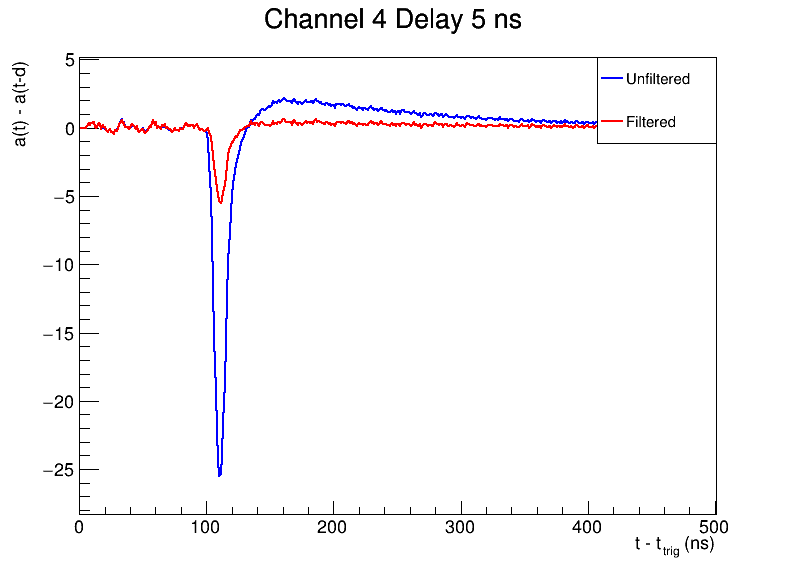 Channel 4 Delay 5 ns
a(t) - a(t-d)
5
0
−5
−10
−15
−20
−25
Unfiltered
Filtered
0 100 200 300 400 500
t - t_trig (ns)